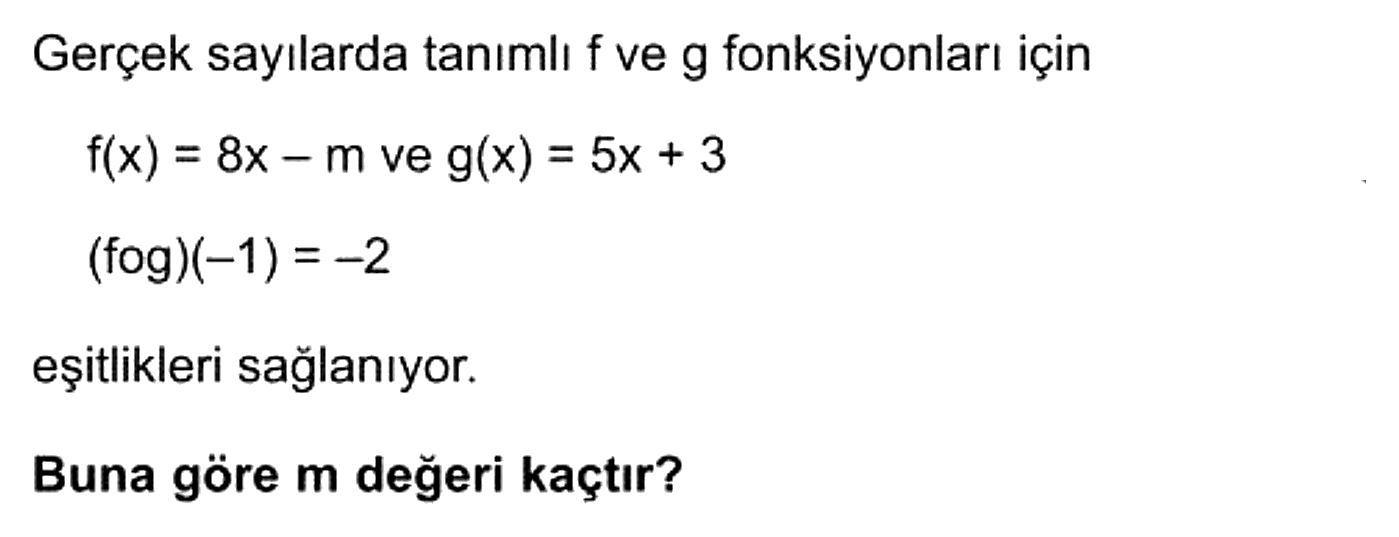 Gerçek sayılarda tanımlı f ve g fonksiyonları için
f(x) = 8x – m ve g(x) = 5x + 3
(fog)(–1) = –2
eşitlikleri sağlanıyor.
Buna göre m değeri kaçtır?